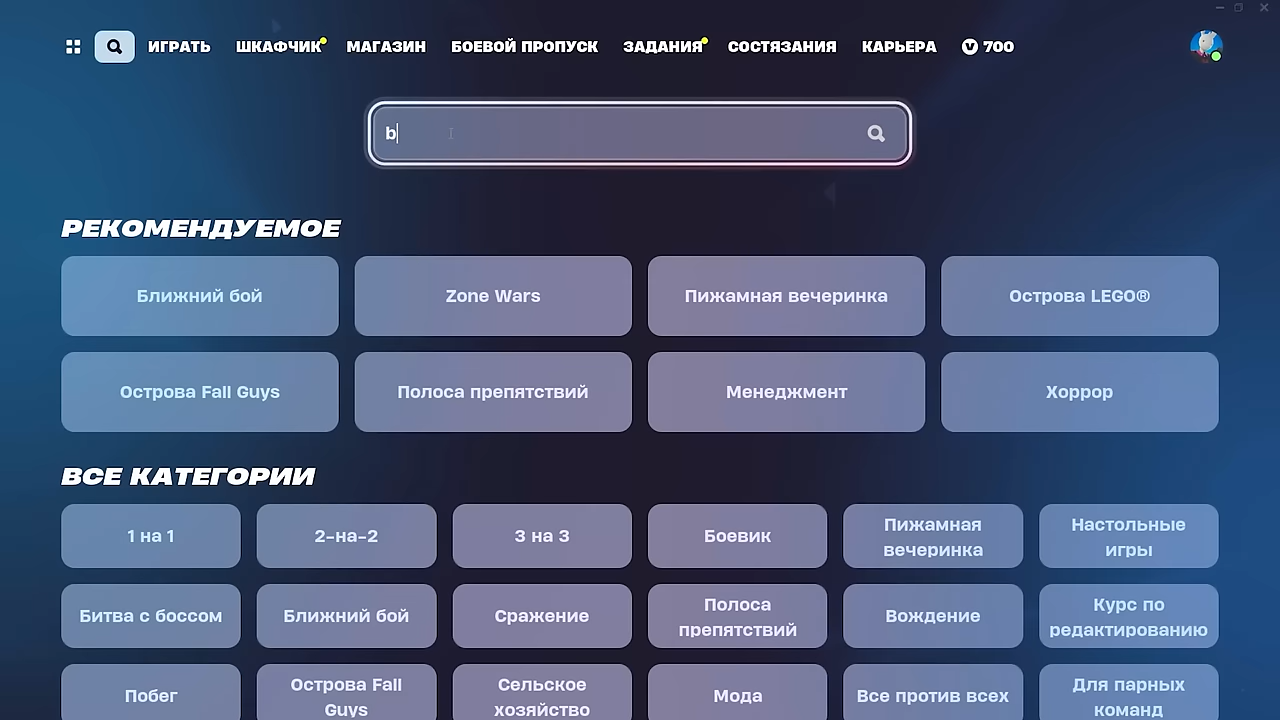 ИГРАТЬ ШКАФЧИК МАГАЗИН БОЕВОЙ ПРОПУСК ЗАДАНИЯ СОСТЯЗАНИЯ КАРЬЕРА V 700
b
РЕКОМЕНДУЕМОЕ
Ближний бой Zone Wars Пижамная вечеринка Острова LEGO®
Острова Fall Guys Полоса препятствий Менеджмент Хоррор
ВСЕ КАТЕГОРИИ
1 на 1 2-на-2 3 на 3 Боевик Пижамная вечеринка Настольные игры
Битва с боссом Ближний бой Сражение Полоса препятствий Вождение Курс по редактированию
Побег Острова Fall Guys Сельское хозяйство Мода Все против всех Для парных команд